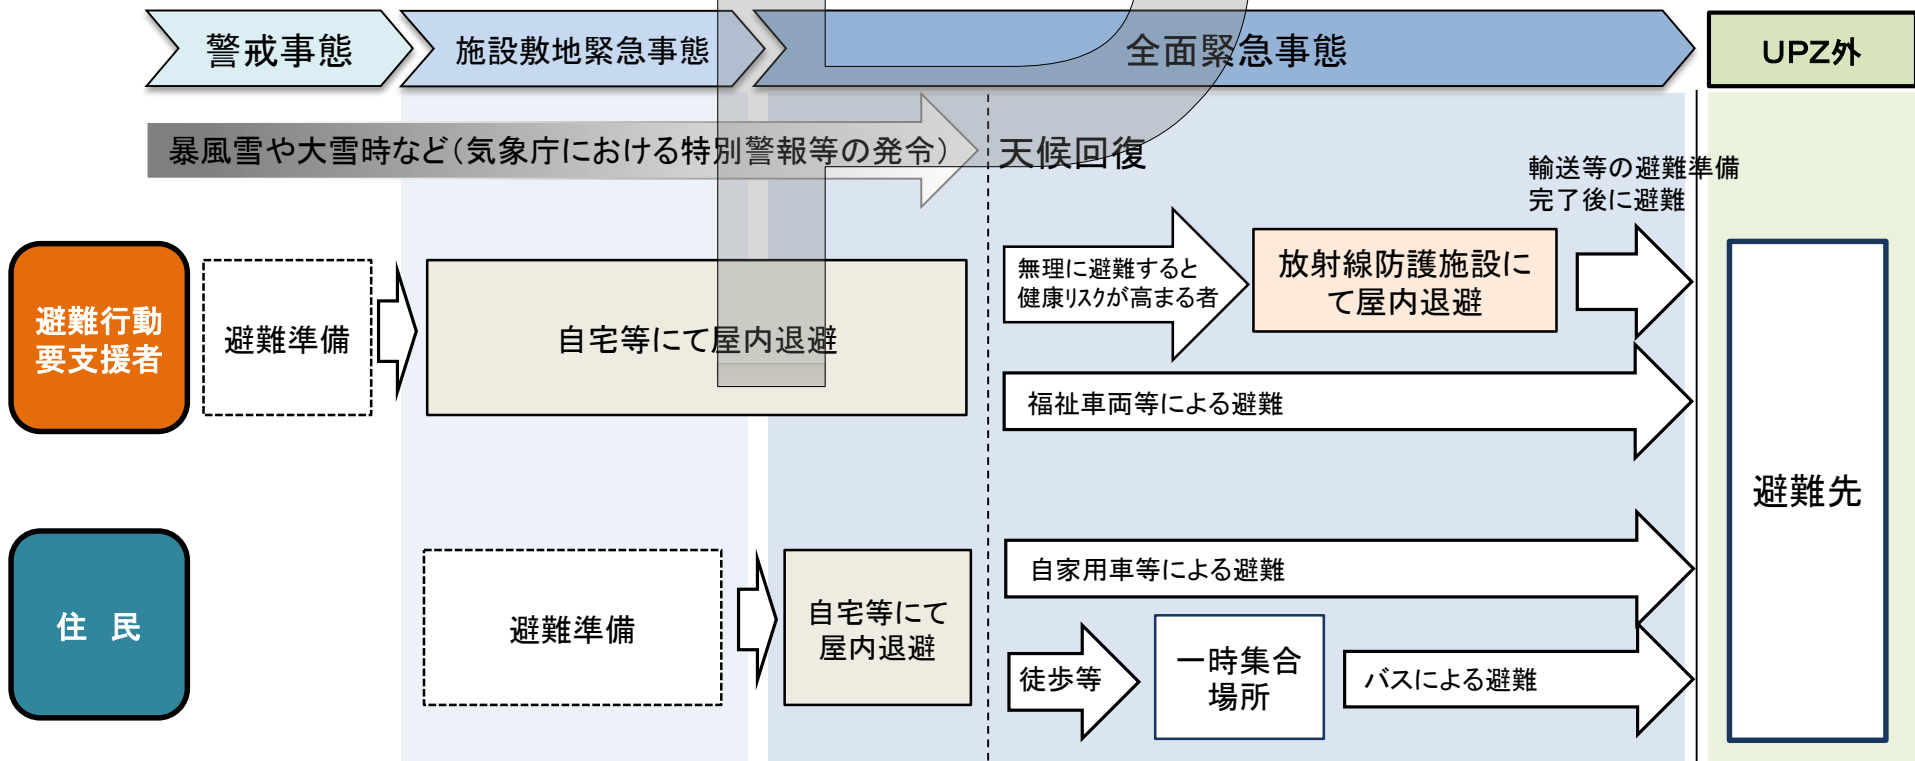 警戒事態
施設敷地緊急事態
全面緊急事態
UPZ外
暴風雪や大雪時など（気象庁における特別警報等の発令）
天候回復
輸送等の避難準備
完了後に避難
避難行動
要支援者
避難準備
自宅等にて屋内退避
無理に避難すると
健康リスクが高まる者
放射線防護施設に
て屋内退避
福祉車両等による避難
避難先
住　民
避難準備
自宅等にて
屋内退避
自家用車等による避難
徒歩等
一時集合
場所
バスによる避難